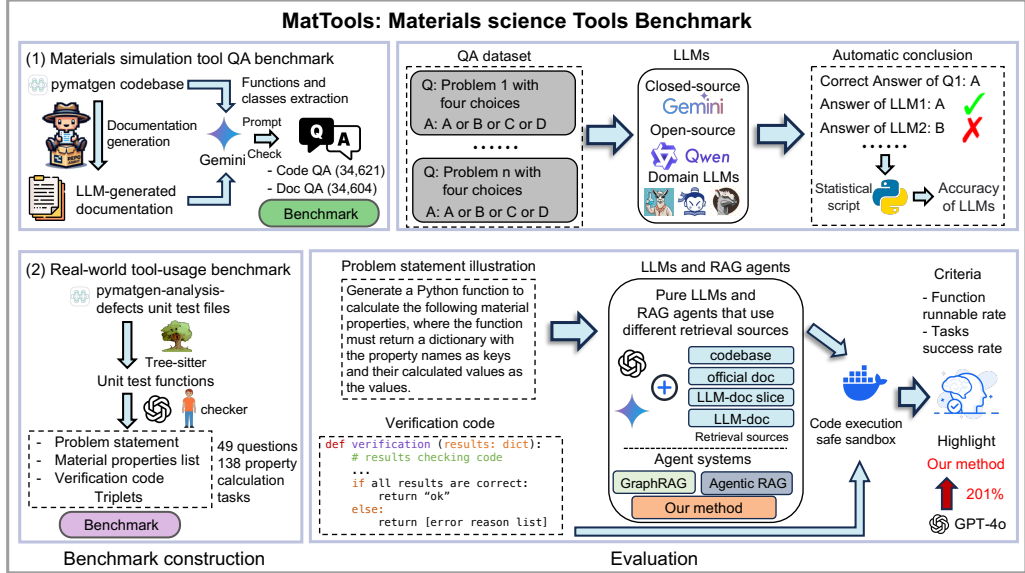 MatTools: Materials science Tools Benchmark
(1) Materials simulation tool QA benchmark
pymatgen codebase
Functions and
classes extraction
Documentation
generation
Gemini
Prompt
Check
Q
A
LLM-generated
documentation
- Code QA (34,621)
- Doc QA (34,604)
Benchmark
QA dataset
Q: Problem 1 with
four choices
A: A or B or C or D
......
Q: Problem n with
four choices
A: A or B or C or D
LLMs
Closed-source
Gemini
Open-source
Qwen
Domain LLMs
Automatic conclusion
Correct Answer of Q1: A
Answer of LLM1: A
Answer of LLM2: B
......
Statistical
script
Accuracy
of LLMs
(2) Real-world tool-usage benchmark
pymatgen-analysis-
defects unit test files
Tree-sitter
Unit test functions
checker
- Problem statement
- Material properties list
- Verification code
Triplets
49 questions
138 property
calculation
tasks
Benchmark
Benchmark construction
Problem statement illustration
Generate a Python function to
calculate the following material
properties, where the function
must return a dictionary with
the property names as keys
and their calculated values as
the values.
Verification code
def verification (results: dict):
# results checking code
...
if all results are correct:
return “ok”
else:
return [error reason list]
LLMs and RAG agents
Pure LLMs and
RAG agents that use
different retrieval sources
codebase
official doc
LLM-doc slice
LLM-doc
Retrieval sources
Agent systems
GraphRAG
Agentic RAG
Our method
Code execution
safe sandbox
Criteria
- Function
runnable rate
- Tasks
success rate
Highlight
Our method
201%
GPT-4o
Evaluation